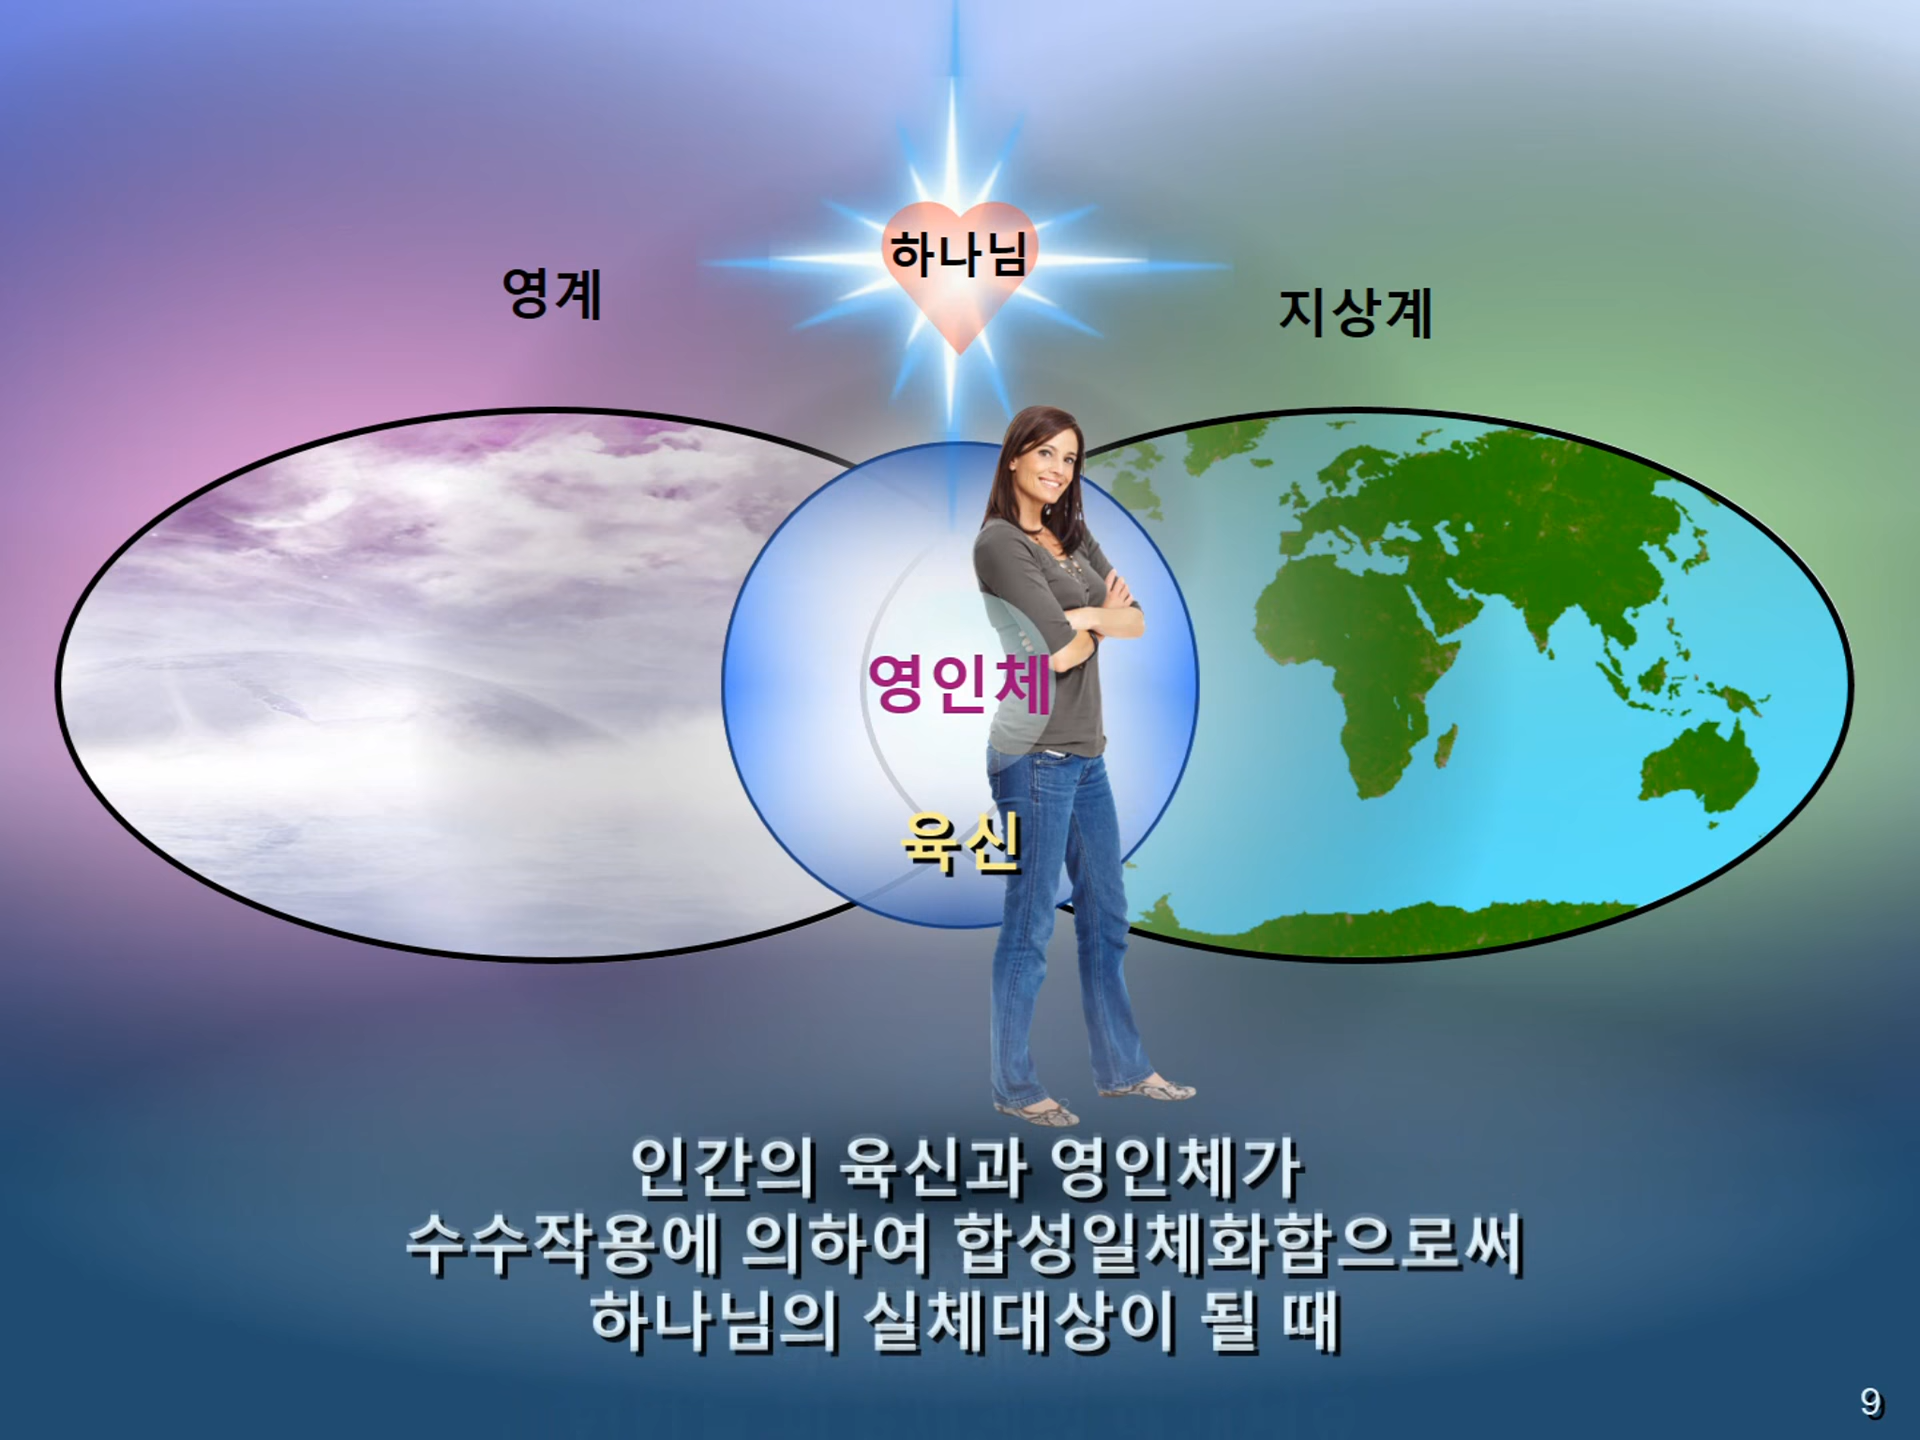 하나님
영계
지상계
영인체
육신
인간의 육신과 영인체가
수수작용에 의하여 합성일체화함으로써
하나님의 실체대상이 될 때
9